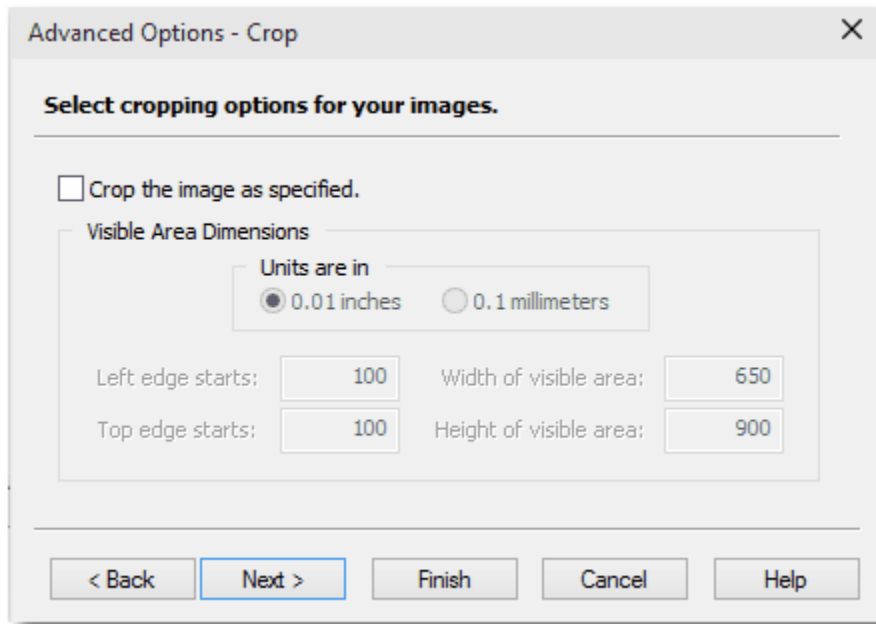 Advanced Options - Crop
Select cropping options for your images.
Crop the image as specified.
Visible Area Dimensions
Units are in
0.01 inches 0.1 millimeters
Left edge starts: 100 Width of visible area: 650
Top edge starts: 100 Height of visible area: 900
< Back Next > Finish Cancel Help